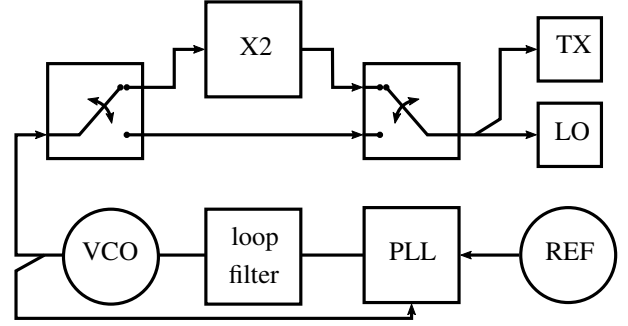 X2
TX
LO
VCO
loop
filter
PLL
REF